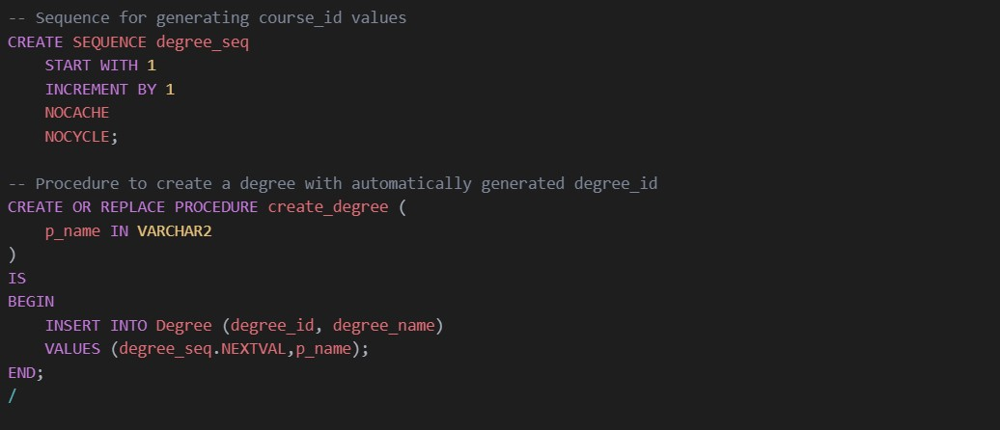 -- Sequence for generating course_id values
CREATE SEQUENCE degree_seq
    START WITH 1
    INCREMENT BY 1
    NOCACHE
    NOCYCLE;

-- Procedure to create a degree with automatically generated degree_id
CREATE OR REPLACE PROCEDURE create_degree (
    p_name IN VARCHAR2
)
IS
BEGIN
    INSERT INTO Degree (degree_id, degree_name)
    VALUES (degree_seq.NEXTVAL,p_name);
END;
/